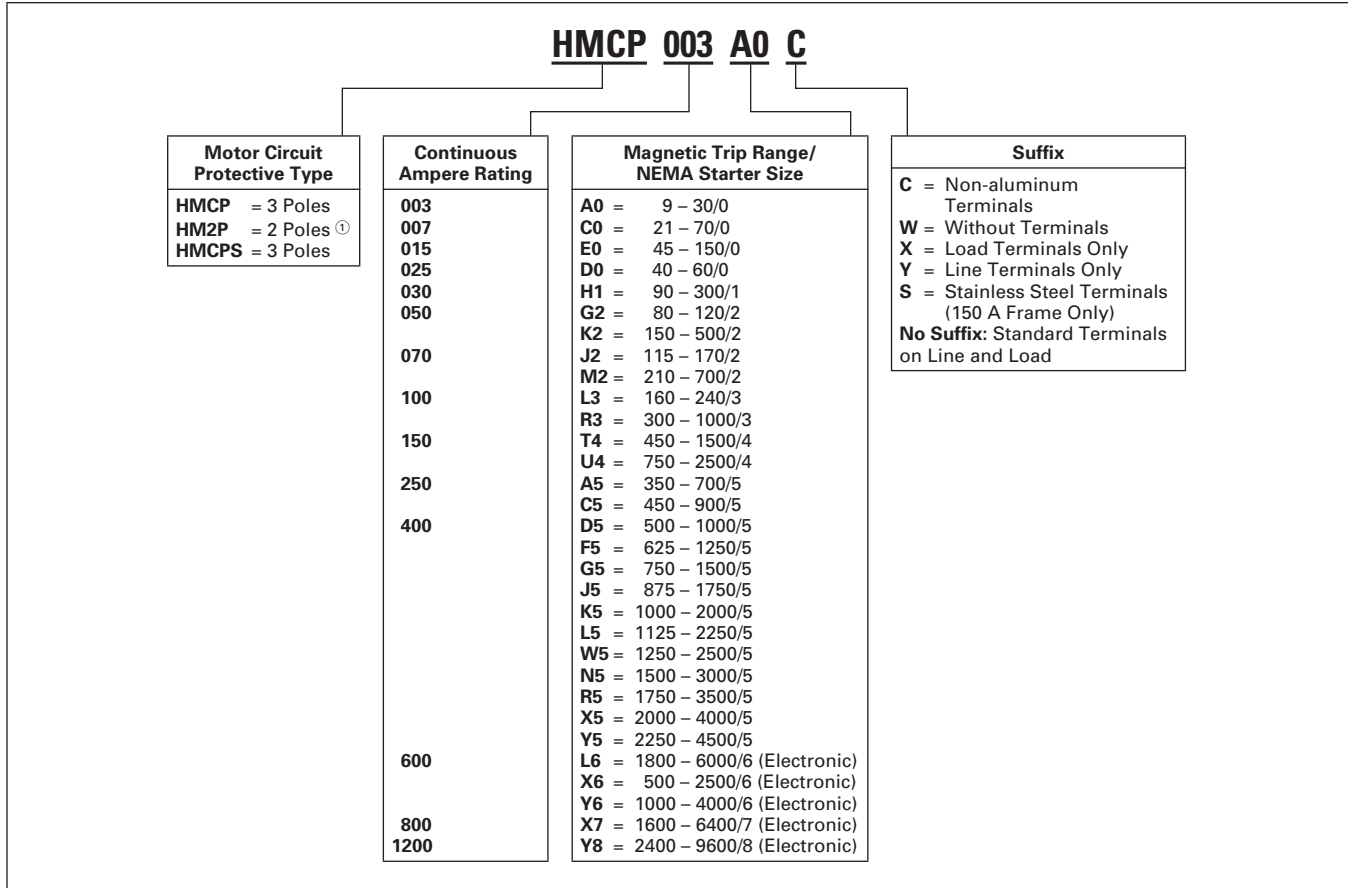 HMCP 003 A0 C
Motor Circuit
Protective Type
HMCP = 3 Poles
HM2P = 2 Poles ①
HMCPS = 3 Poles
Continuous
Ampere Rating
003
007
015
025
030
050
070
100
150
250
400
600
800
1200
Magnetic Trip Range/
NEMA Starter Size
A0 = 9 – 30/0
C0 = 21 – 70/0
E0 = 45 – 150/0
D0 = 40 – 60/0
H1 = 90 – 300/1
G2 = 80 – 120/2
K2 = 150 – 500/2
J2 = 115 – 170/2
M2 = 210 – 700/2
L3 = 160 – 240/3
R3 = 300 – 1000/3
T4 = 450 – 1500/4
U4 = 750 – 2500/4
A5 = 350 – 700/5
C5 = 450 – 900/5
D5 = 500 – 1000/5
F5 = 625 – 1250/5
G5 = 750 – 1500/5
J5 = 875 – 1750/5
K5 = 1000 – 2000/5
L5 = 1125 – 2250/5
W5 = 1250 – 2500/5
N5 = 1500 – 3000/5
R5 = 1750 – 3500/5
X5 = 2000 – 4000/5
Y5 = 2250 – 4500/5
L6 = 1800 – 6000/6 (Electronic)
X6 = 500 – 2500/6 (Electronic)
Y6 = 1000 – 4000/6 (Electronic)
X7 = 1600 – 6400/7 (Electronic)
Y8 = 2400 – 9600/8 (Electronic)
Suffix
C = Non-aluminum
Terminals
W = Without Terminals
X = Load Terminals Only
Y = Line Terminals Only
S = Stainless Steel Terminals
(150 A Frame Only)
No Suffix: Standard Terminals
on Line and Load